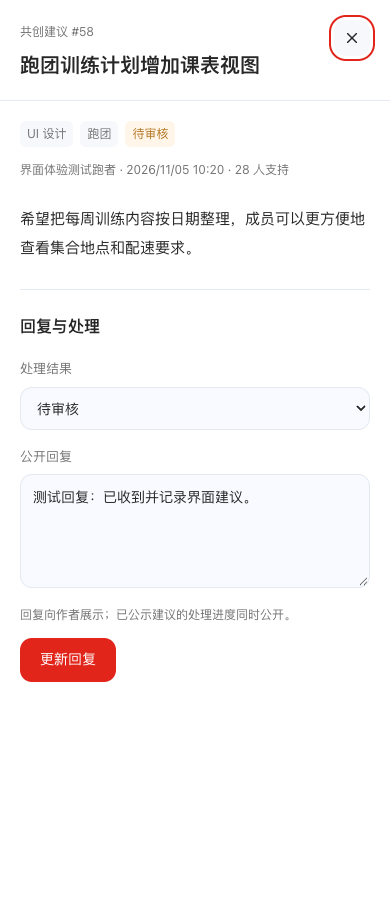 共创建议 #58
跑团训练计划增加课表视图
UI 设计 跑团 待审核
界面体验测试跑者 · 2026/11/05 10:20 · 28 人支持
希望把每周训练内容按日期整理，成员可以更方便地
查看集合地点和配速要求。
回复与处理
处理结果
待审核
公开回复
测试回复：已收到并记录界面建议。
回复向作者展示；已公示建议的处理进度同时公开。
更新回复